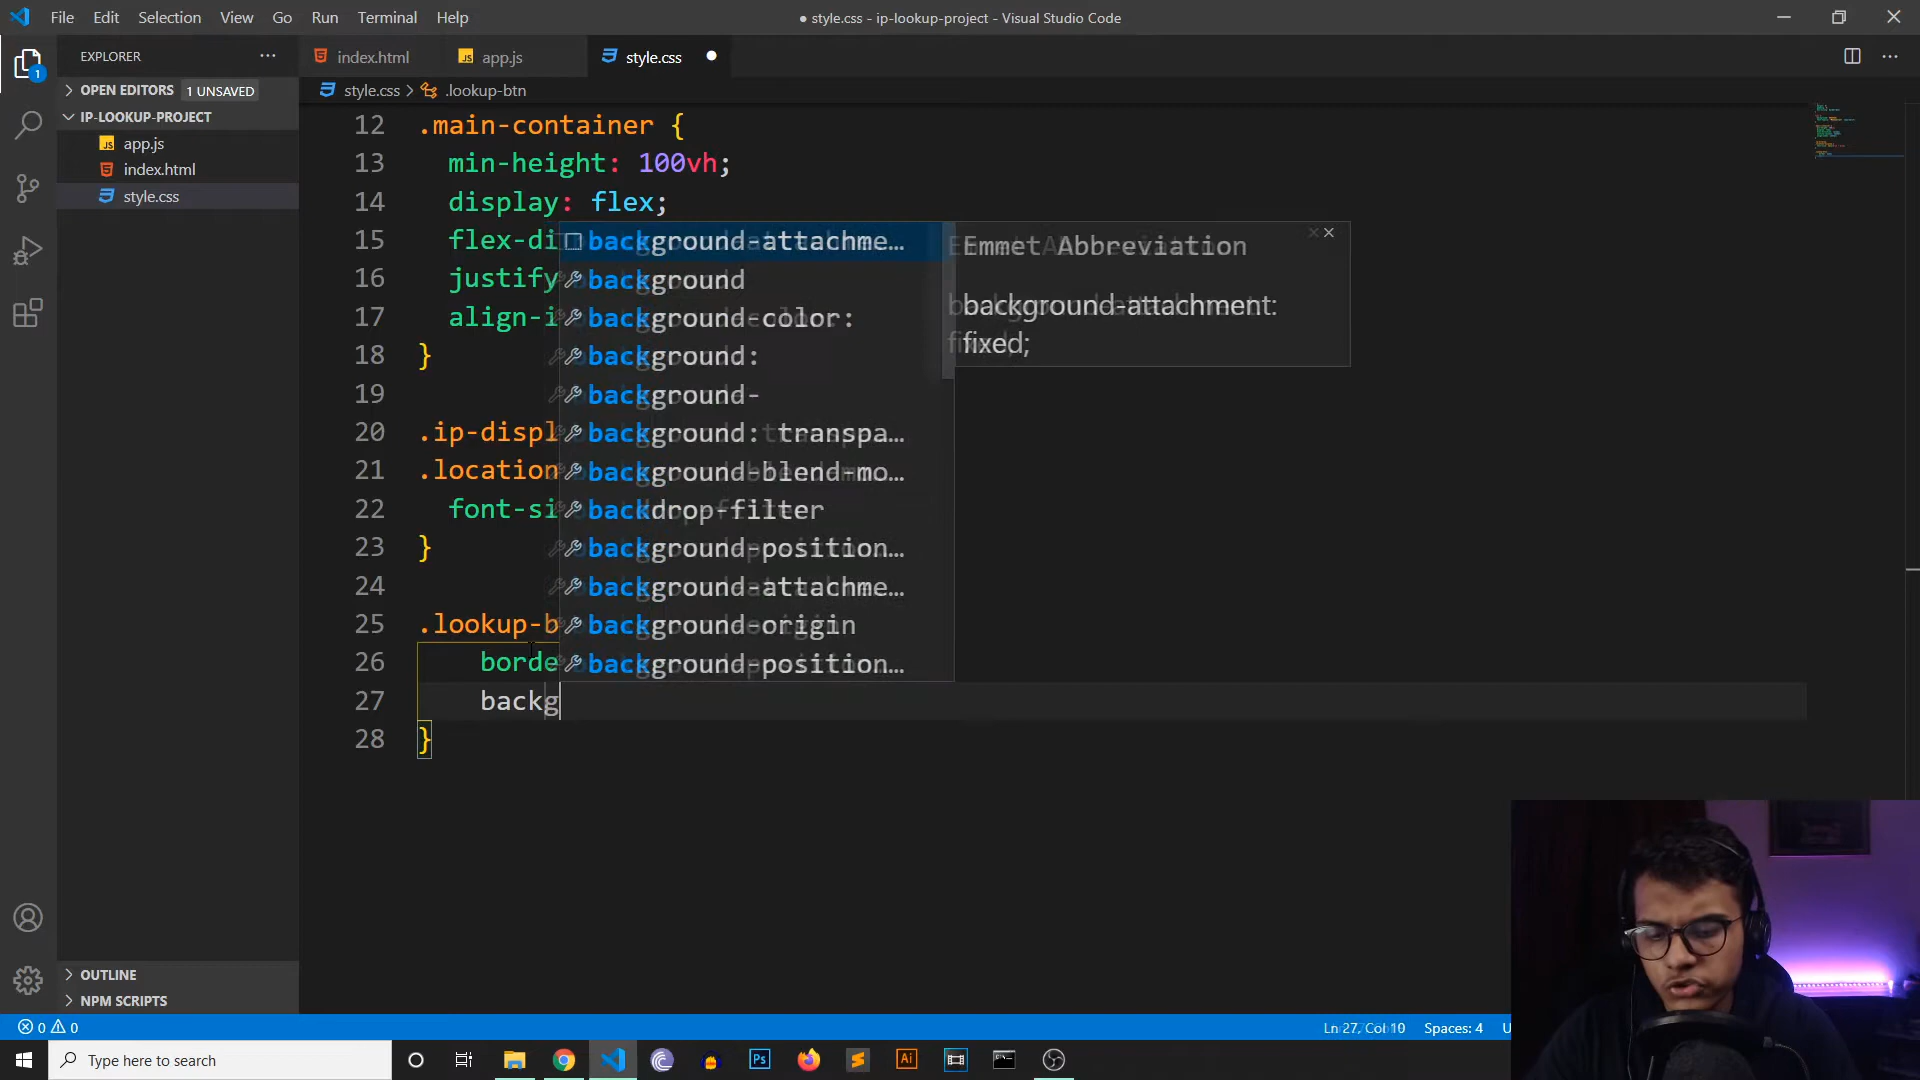 File Edit Selection View Go Run Terminal Help
● style.css - ip-lookup-project - Visual Studio Code
EXPLORER
index.html
JS app.js
style.css
OPEN EDITORS 1 UNSAVED
style.css > .lookup-btn
IP-LOOKUP-PROJECT
JS app.js
index.html
style.css
1
12 .main-container {
13 min-height: 100vh;
14 display: flex;
15 flex-di
16 justify
17 align-i
18 }
19
20 .ip-displ
21 .location
22 font-si
23 }
24
25 .lookup-b
26 borde
27 backg
28 }
background-attachme…
background
background-color:
background:
background-
background: transpa…
background-blend-mo…
backdrop-filter
background-position…
background-attachme…
background-origin
background-position…
Emmet Abbreviation
background-attachment:
fixed;
OUTLINE
NPM SCRIPTS
0 0
Ln 27, Col 10 Spaces: 4 U
Type here to search
Ps
Ai